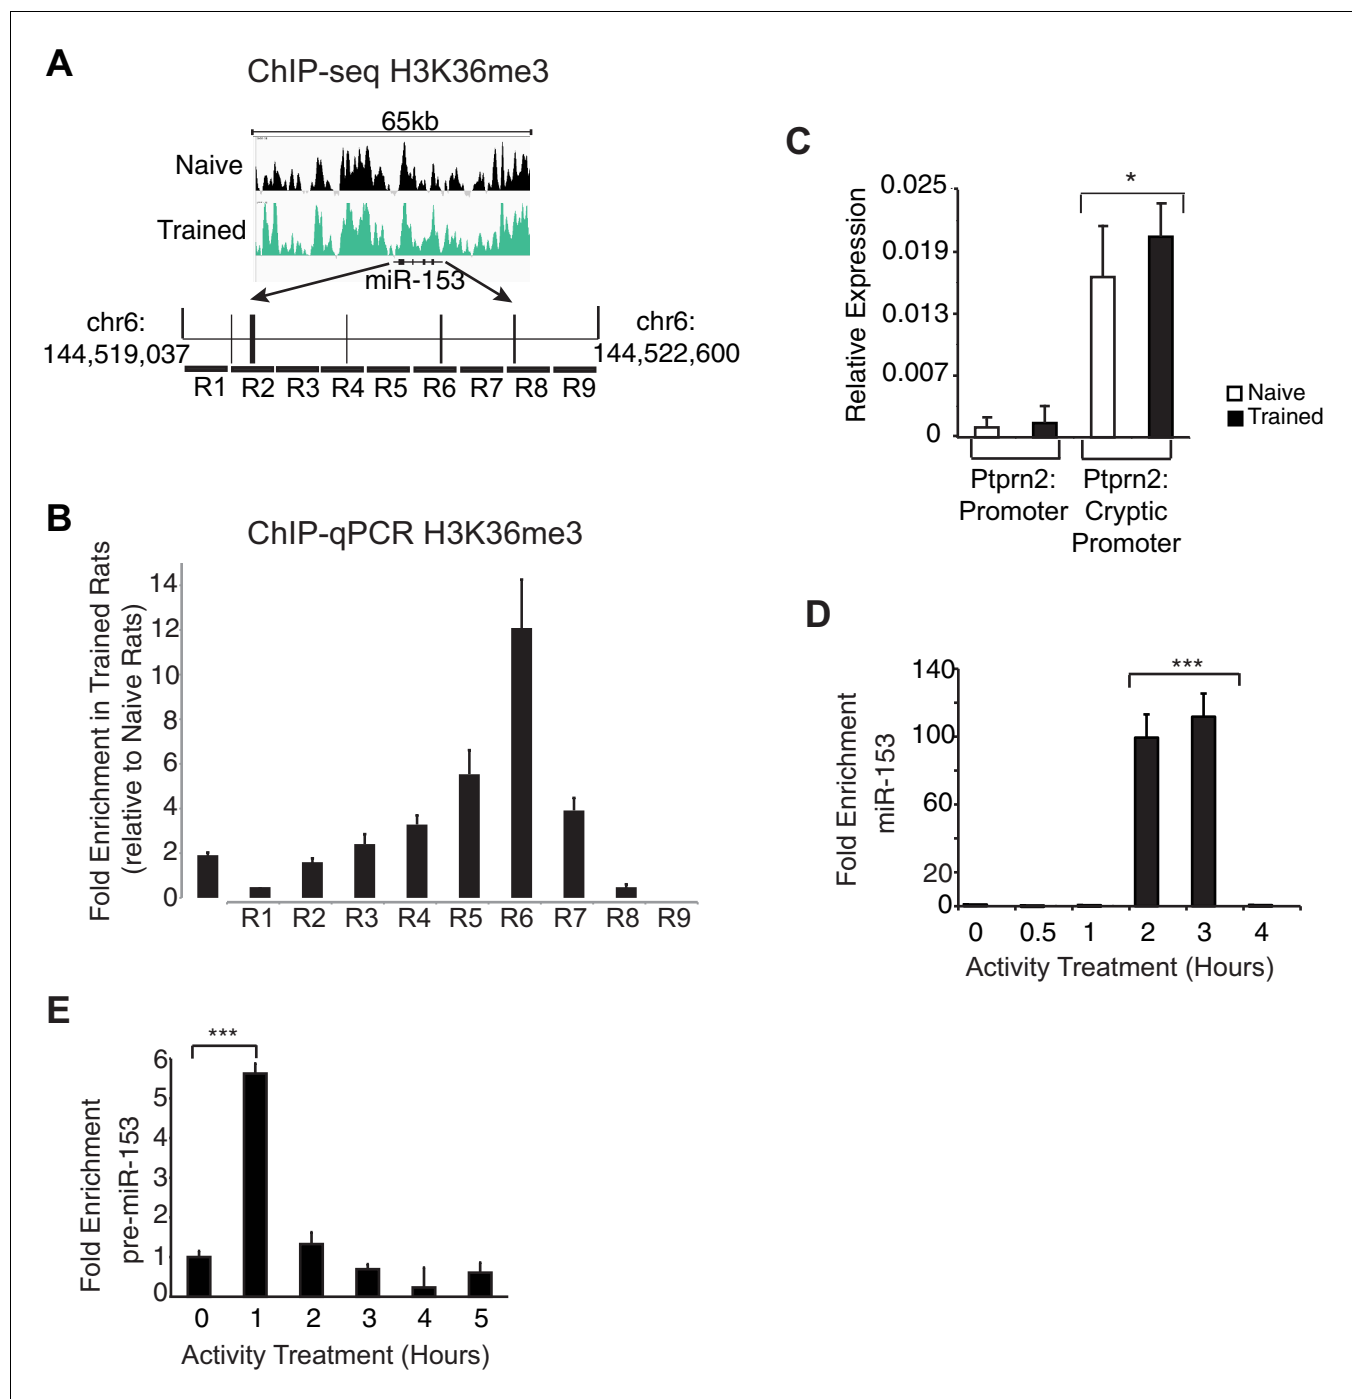 A
ChIP-seq H3K36me3
65kb
Naive
Trained
miR-153
chr6:
144,519,037
chr6:
144,522,600
R1 R2 R3 R4 R5 R6 R7 R8 R9
B
ChIP-qPCR H3K36me3
Fold Enrichment in Trained Rats
(relative to Naive Rats)
14
12
10
8
6
4
2
0
R1 R2 R3 R4 R5 R6 R7 R8 R9
C
Relative Expression
0.025
0.019
0.013
0.007
0
*
Naive
Trained
Ptprn2:
Promoter
Ptprn2:
Cryptic
Promoter
D
Fold Enrichment
miR-153
140
100
60
20
0
***
0 0.5 1 2 3 4
Activity Treatment (Hours)
E
Fold Enrichment
pre-miR-153
6
5
4
3
2
1
0
***
0 1 2 3 4 5
Activity Treatment (Hours)